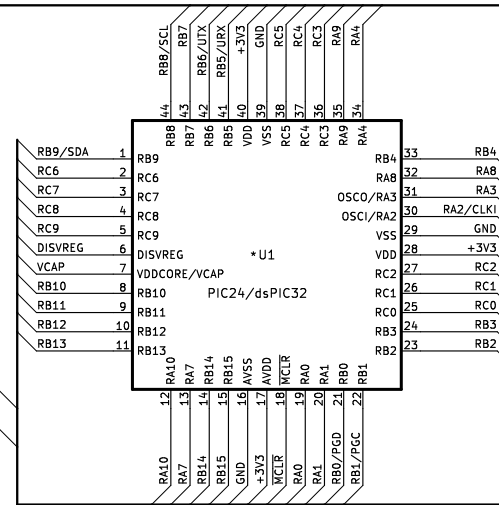 RB8/SCL
RB7
RB6/UTX
RB5/URX
+3V3
GND
RC5
RC4
RC3
RA9
RA4
44
43
42
41
40
39
38
37
36
35
34
RB8
RB7
RB6
RB5
VDD
VSS
RC5
RC4
RC3
RA9
RA4
RB9/SDA 1 RB9
RC6 2 RC6
RC7 3 RC7
RC8 4 RC8
RC9 5 RC9
DISVREG 6 DISVREG
VCAP 7 VDDCORE/VCAP
RB10 8 RB10
RB11 9 RB11
RB12 10 RB12
RB13 11 RB13
*U1
PIC24/dsPIC32
RB4 33 RB4
RA8 32 RA8
OSCO/RA3 31 RA3
OSCI/RA2 30 RA2/CLKI
VSS 29 GND
VDD 28 +3V3
RC2 27 RC2
RC1 26 RC1
RC0 25 RC0
RB3 24 RB3
RB2 23 RB2
RA10
RA7
RB14
RB15
AVSS
AVDD
MCLR
RA0
RA1
RB0
RB1
12
13
14
15
16
17
18
19
20
21
22
RA10
RA7
RB14
RB15
GND
+3V3
MCLR
RA0
RA1
RB0/PGD
RB1/PGC